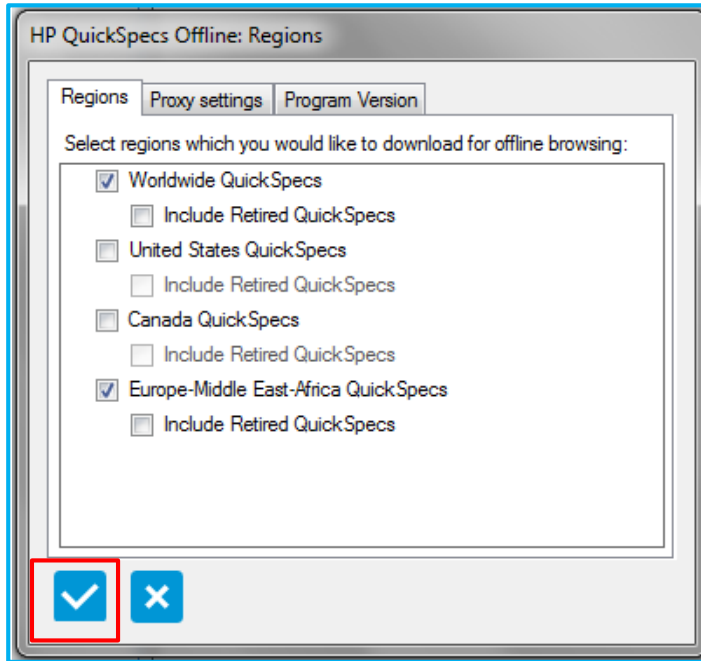 HP QuickSpecs Offline: Regions
Regions Proxy settings Program Version
Select regions which you would like to download for offline browsing:
Worldwide QuickSpecs
Include Retired QuickSpecs
United States QuickSpecs
Include Retired QuickSpecs
Canada QuickSpecs
Include Retired QuickSpecs
Europe-Middle East-Africa QuickSpecs
Include Retired QuickSpecs